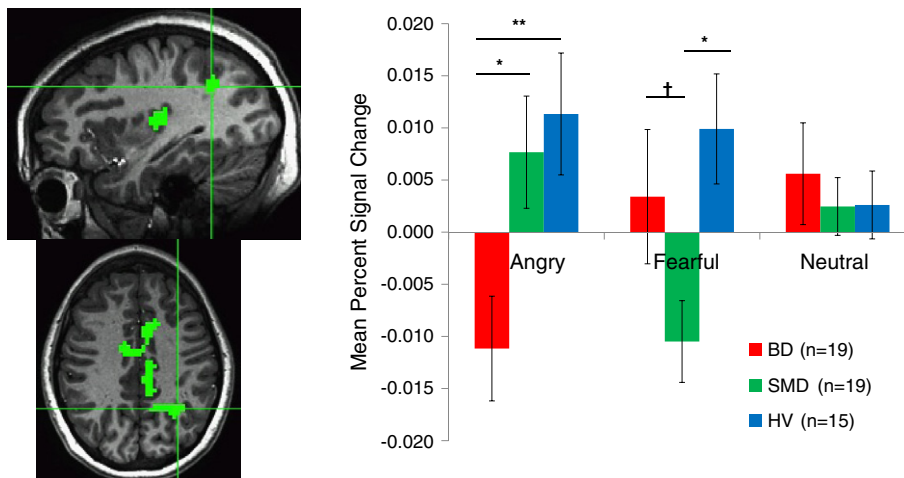 Mean Percent Signal Change
0.020
0.015
0.010
0.005
0.000
-0.005
-0.010
-0.015
-0.020
**
*
†
*
Angry
Fearful
Neutral
BD (n=19)
SMD (n=19)
HV (n=15)